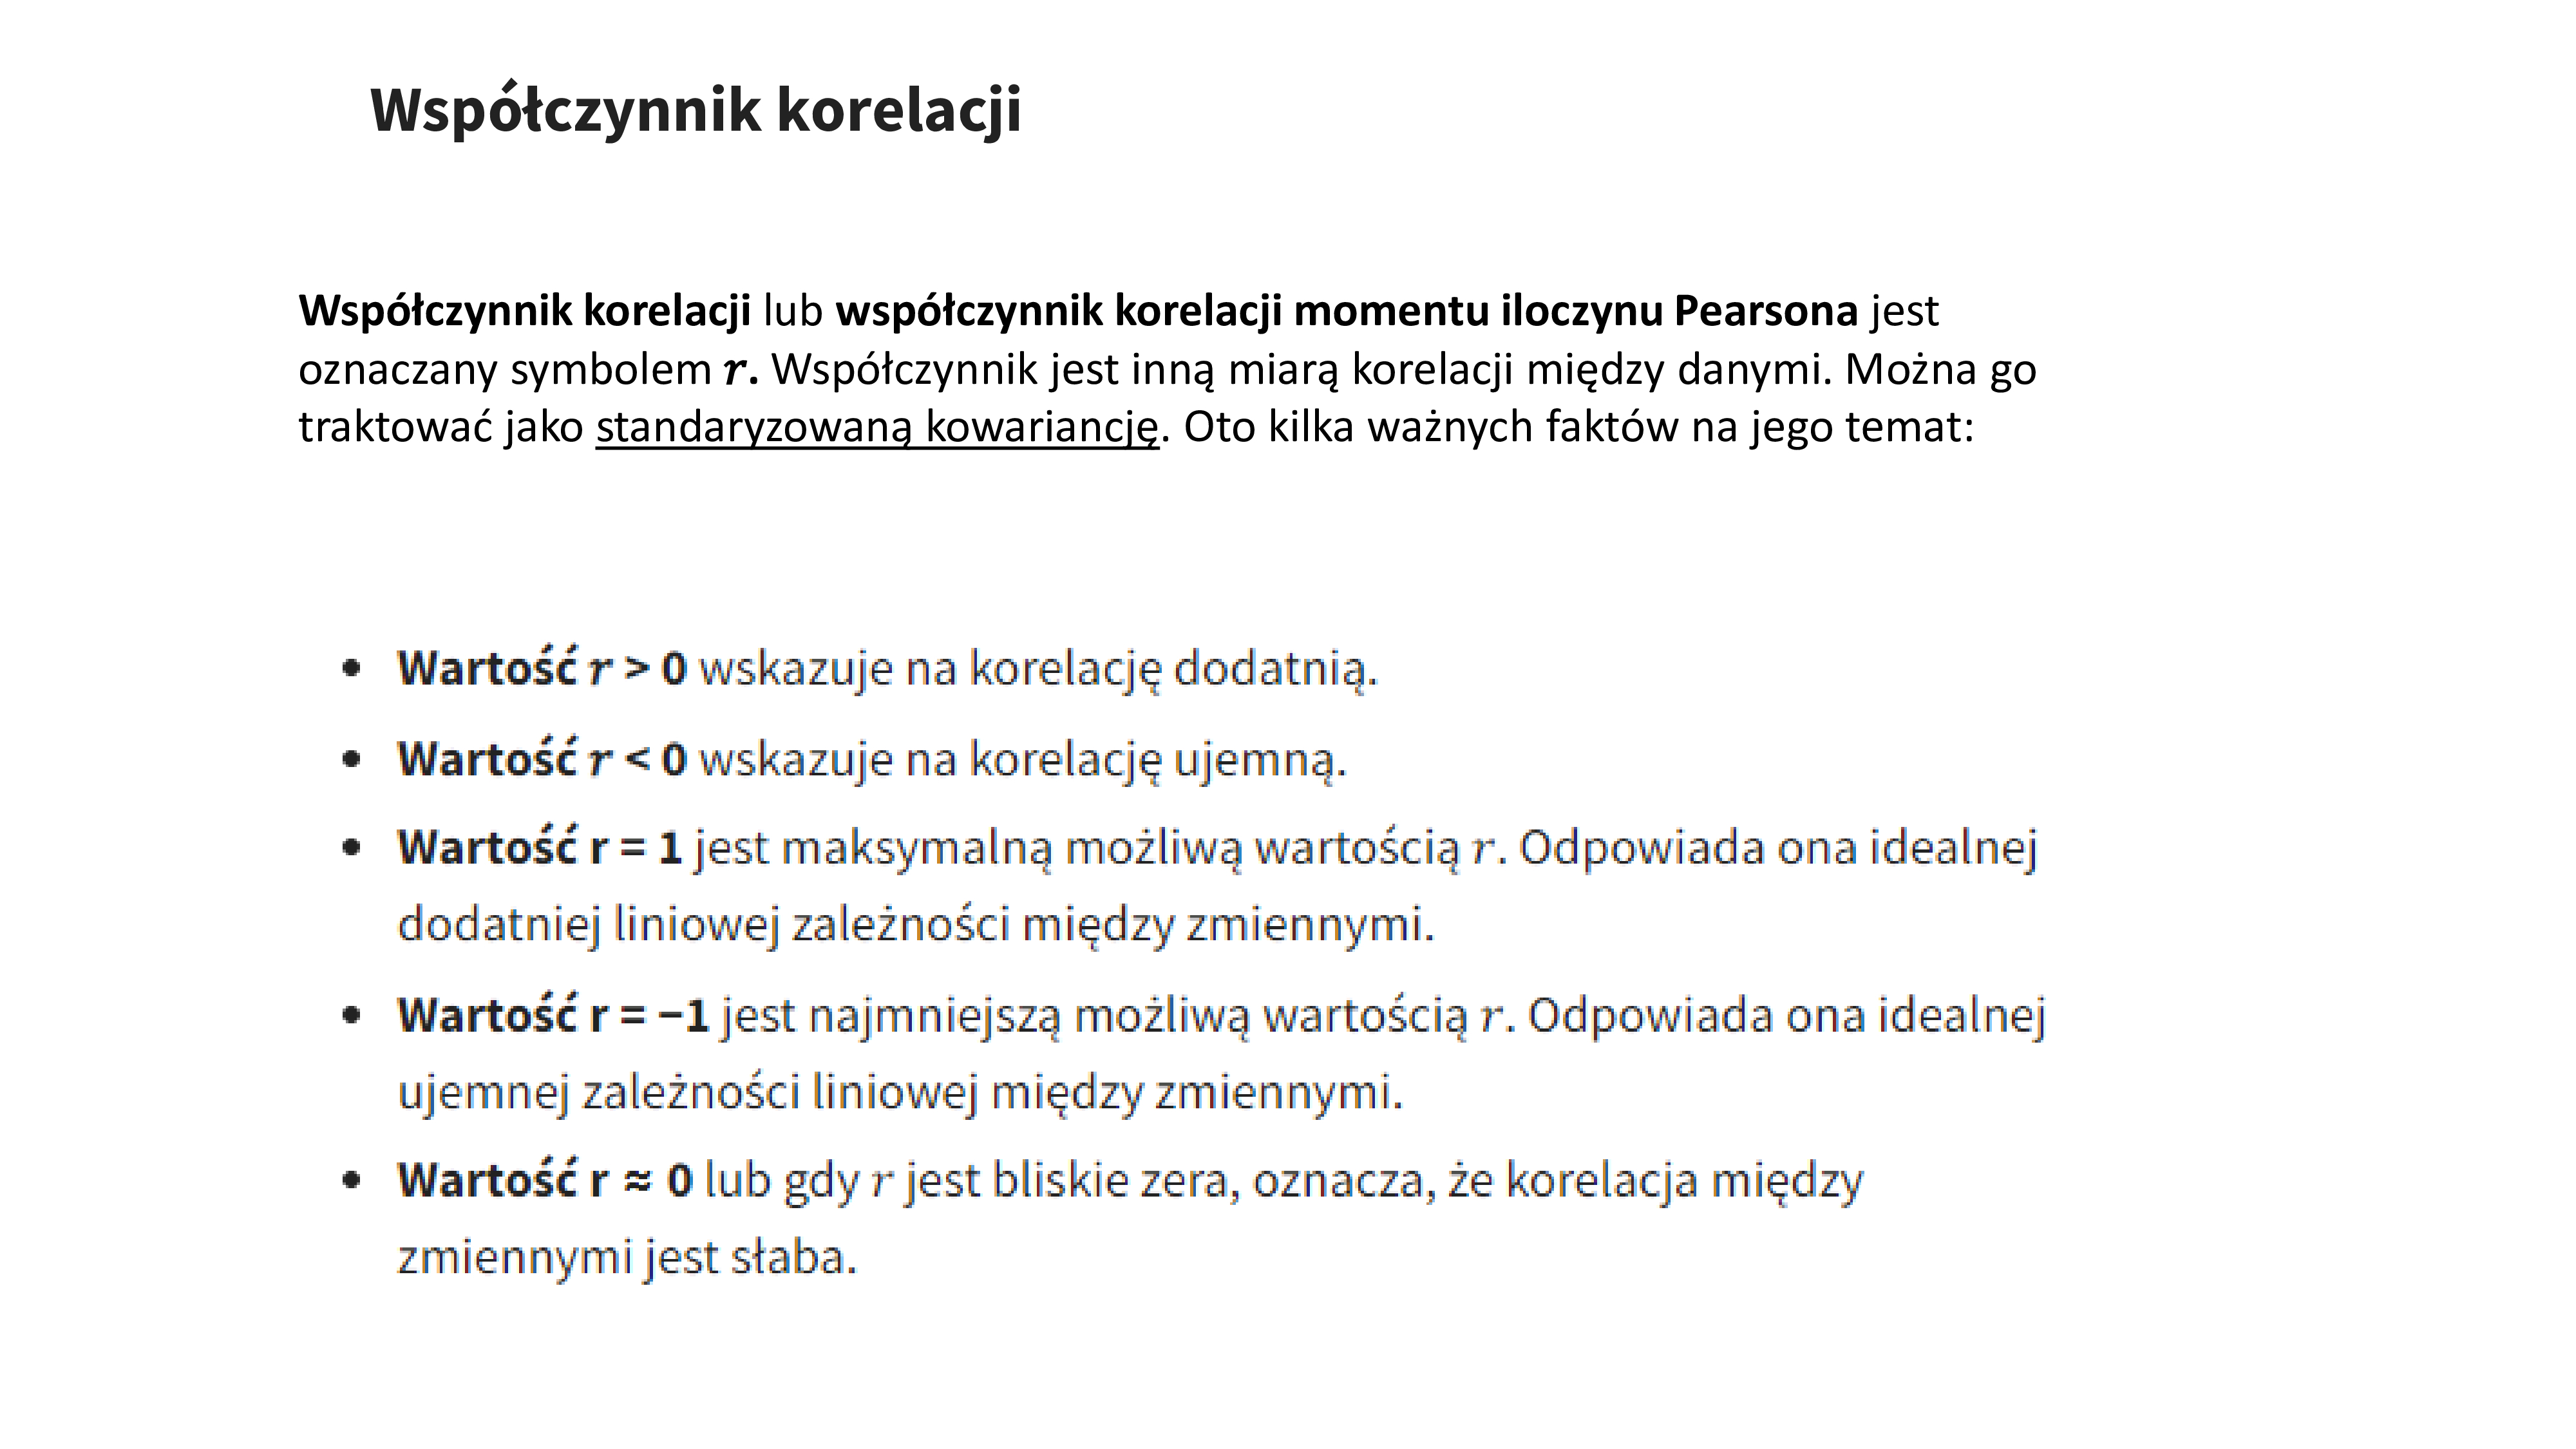 Współczynnik korelacji
Współczynnik korelacji lub współczynnik korelacji momentu iloczynu Pearsona jest
oznaczany symbolem r. Współczynnik jest inną miarą korelacji między danymi. Można go
traktować jako standaryzowaną kowariancję. Oto kilka ważnych faktów na jego temat:
• Wartość r > 0 wskazuje na korelację dodatnią.
• Wartość r < 0 wskazuje na korelację ujemną.
• Wartość r = 1 jest maksymalną możliwą wartością r. Odpowiada ona idealnej
dodatniej liniowej zależności między zmiennymi.
• Wartość r = −1 jest najmniejszą możliwą wartością r. Odpowiada ona idealnej
ujemnej zależności liniowej między zmiennymi.
• Wartość r ≈ 0 lub gdy r jest bliskie zera, oznacza, że korelacja między
zmiennymi jest słaba.